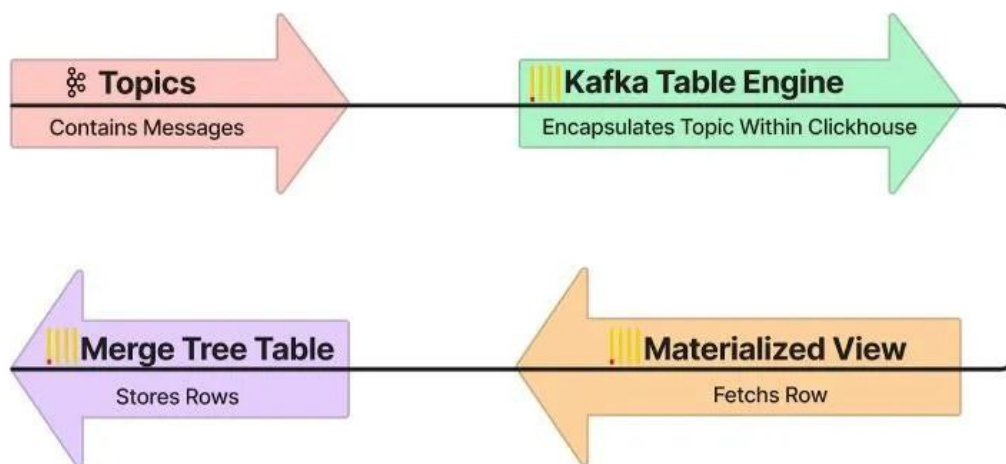 Topics
Contains Messages
Kafka Table Engine
Encapsulates Topic Within Clickhouse
Materialized View
Fetchs Row
Merge Tree Table
Stores Rows